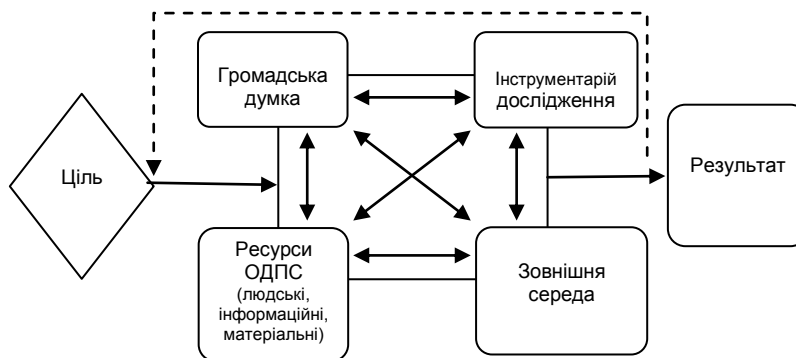 Громадська
думка
Інструментарій
дослідження
Ціль
Результат
Ресурси
ОДПС
(людські,
інформаційні,
матеріальні)
Зовнішня
середа